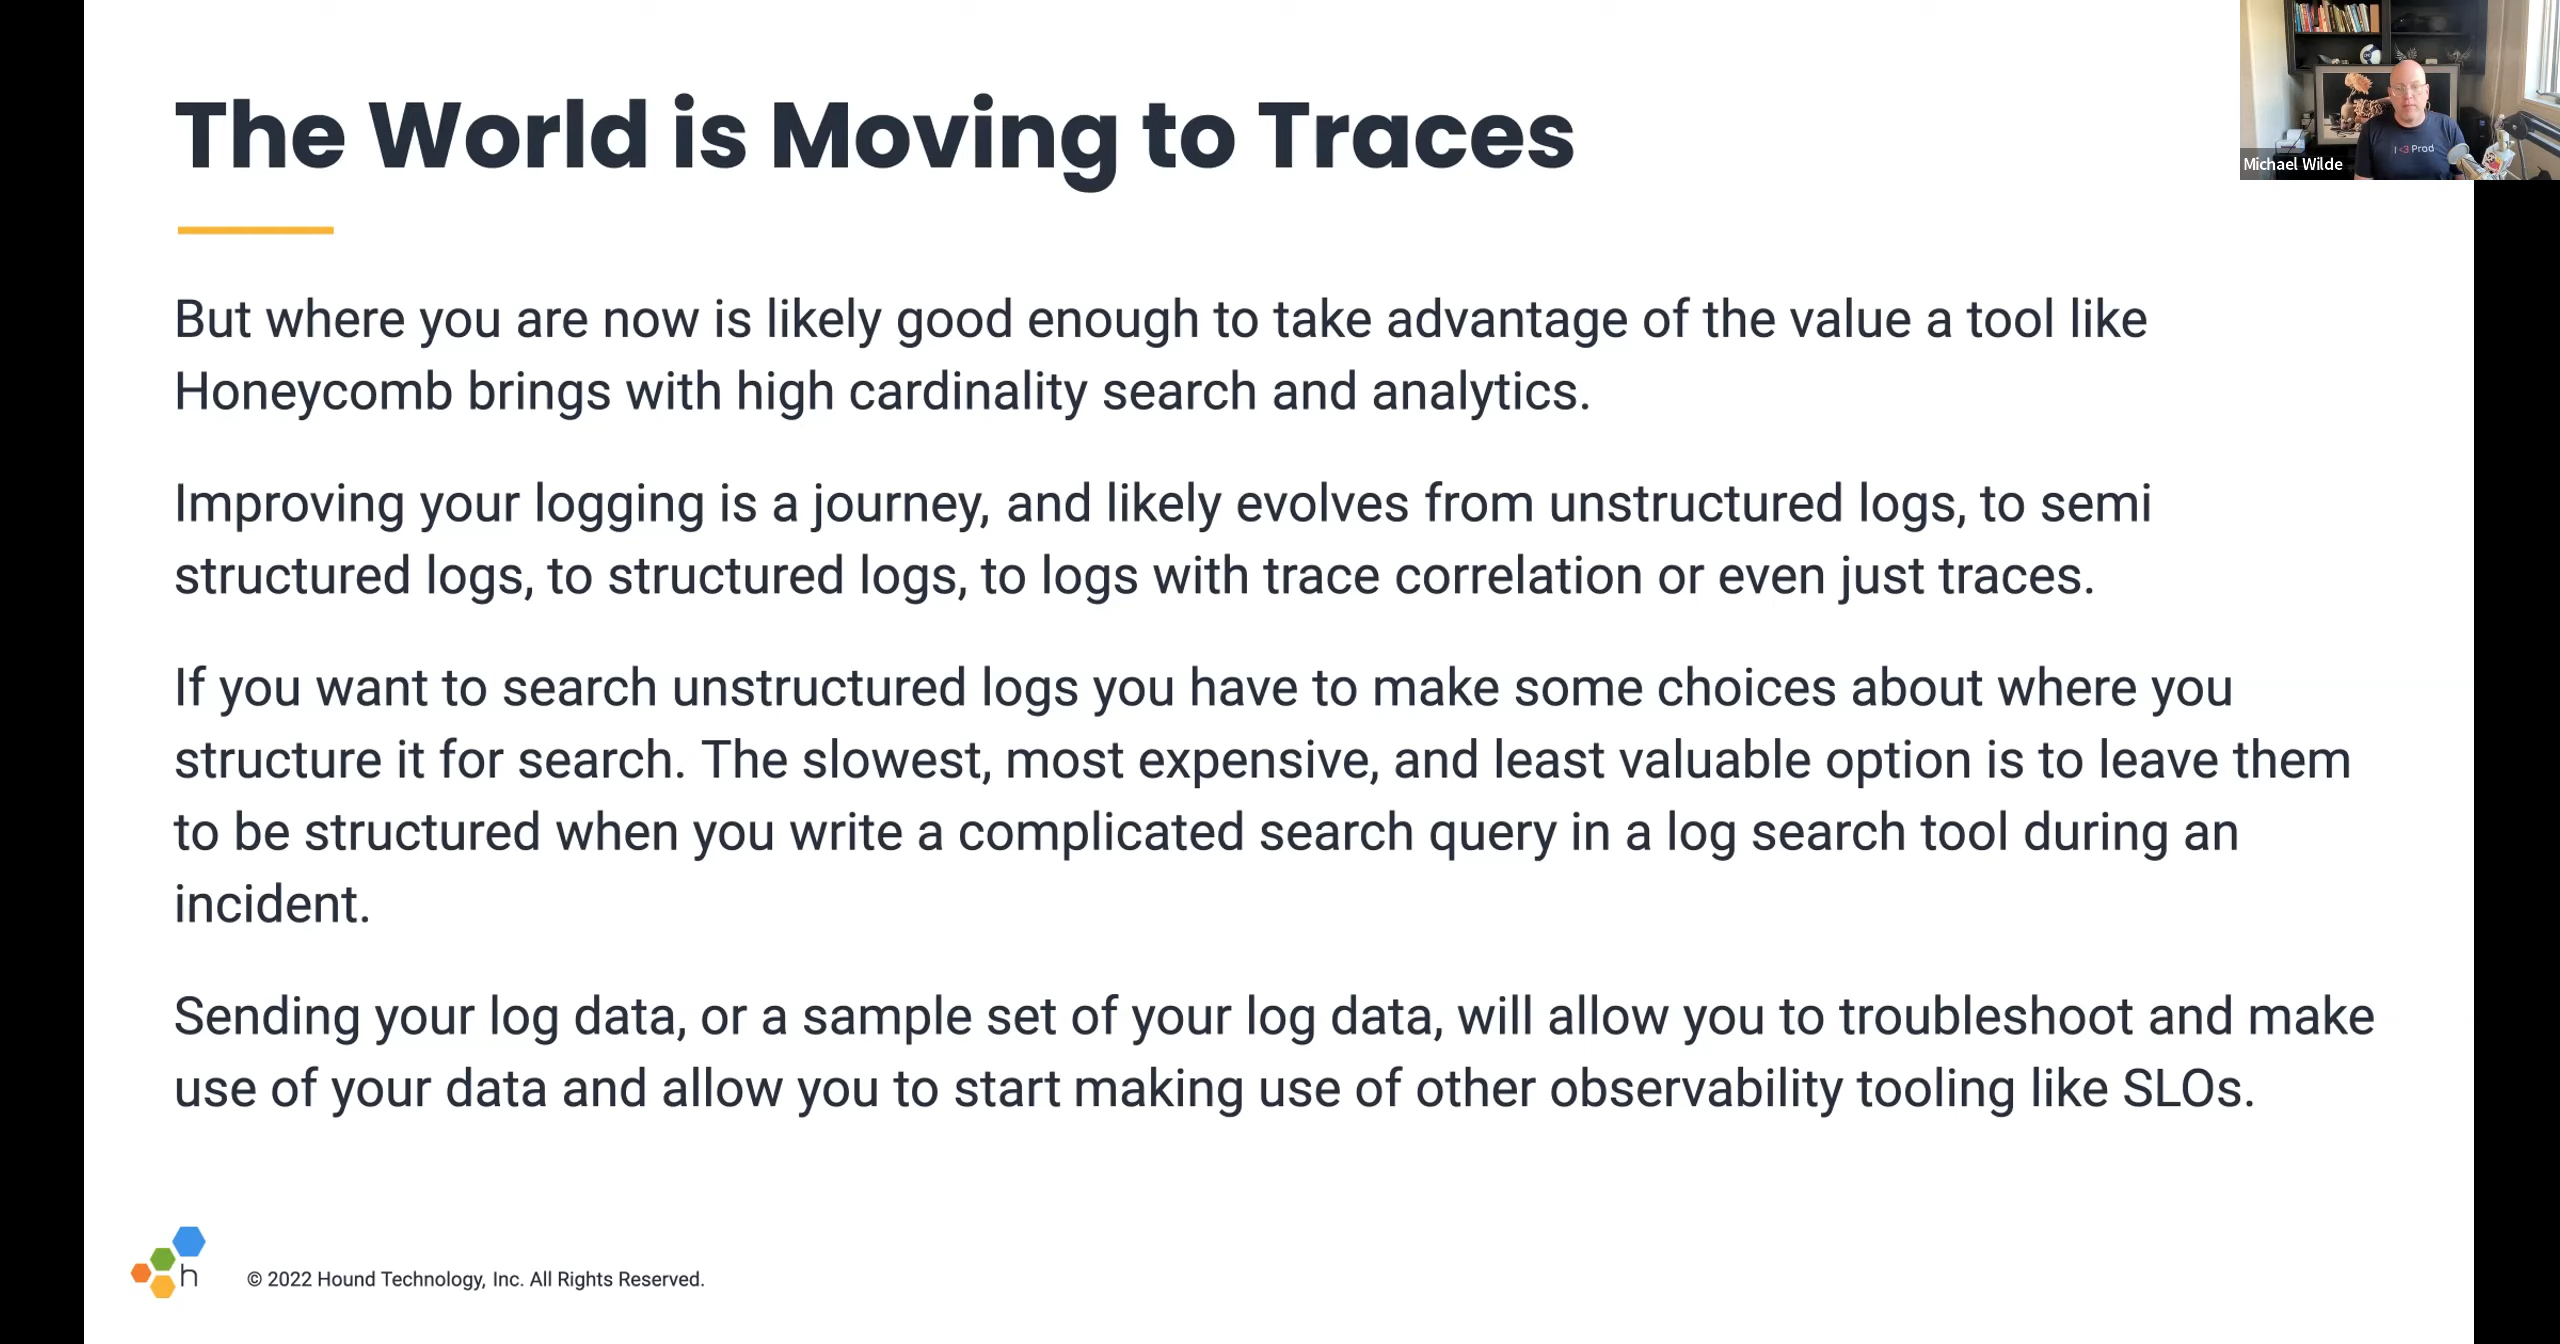 The World is Moving to Traces
But where you are now is likely good enough to take advantage of the value a tool like
Honeycomb brings with high cardinality search and analytics.
Improving your logging is a journey, and likely evolves from unstructured logs, to semi
structured logs, to structured logs, to logs with trace correlation or even just traces.
If you want to search unstructured logs you have to make some choices about where you
structure it for search. The slowest, most expensive, and least valuable option is to leave them
to be structured when you write a complicated search query in a log search tool during an
incident.
Sending your log data, or a sample set of your log data, will allow you to troubleshoot and make
use of your data and allow you to start making use of other observability tooling like SLOs.
h
© 2022 Hound Technology, Inc. All Rights Reserved.
I <3 Prod
Michael Wilde